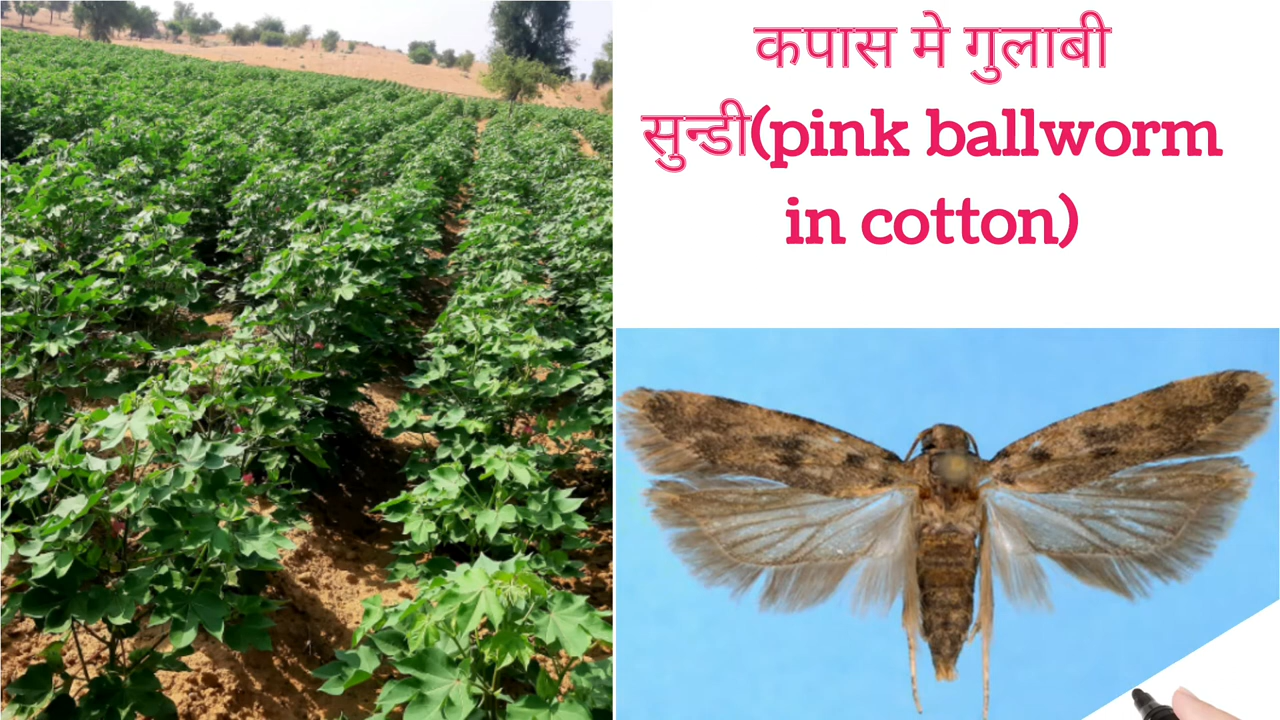 कपास मे गुलाबी
सुन्डी(pink ballworm
in cotton)